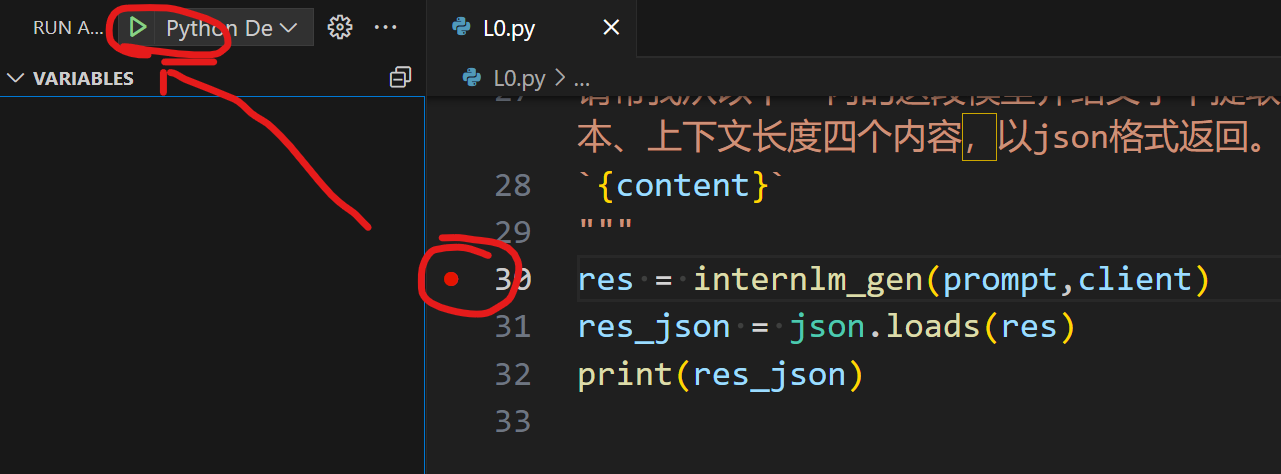 RUN A... Python De
VARIABLES
L0.py
L0.py > ...
本、上下文长度四个内容，以json格式返回。
28 `{content}`
29 """
30 res = internlm_gen(prompt,client)
31 res_json = json.loads(res)
32 print(res_json)
33